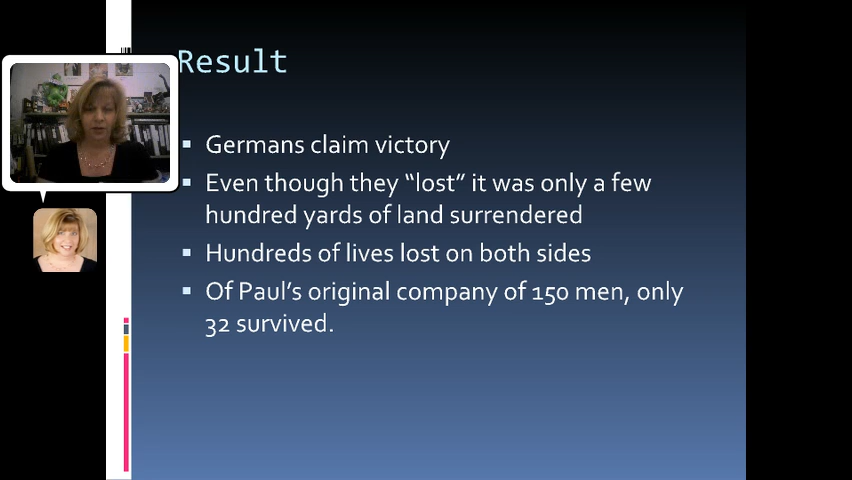 Result
Germans claim victory
Even though they “lost” it was only a few
hundred yards of land surrendered
Hundreds of lives lost on both sides
Of Paul’s original company of 150 men, only
32 survived.